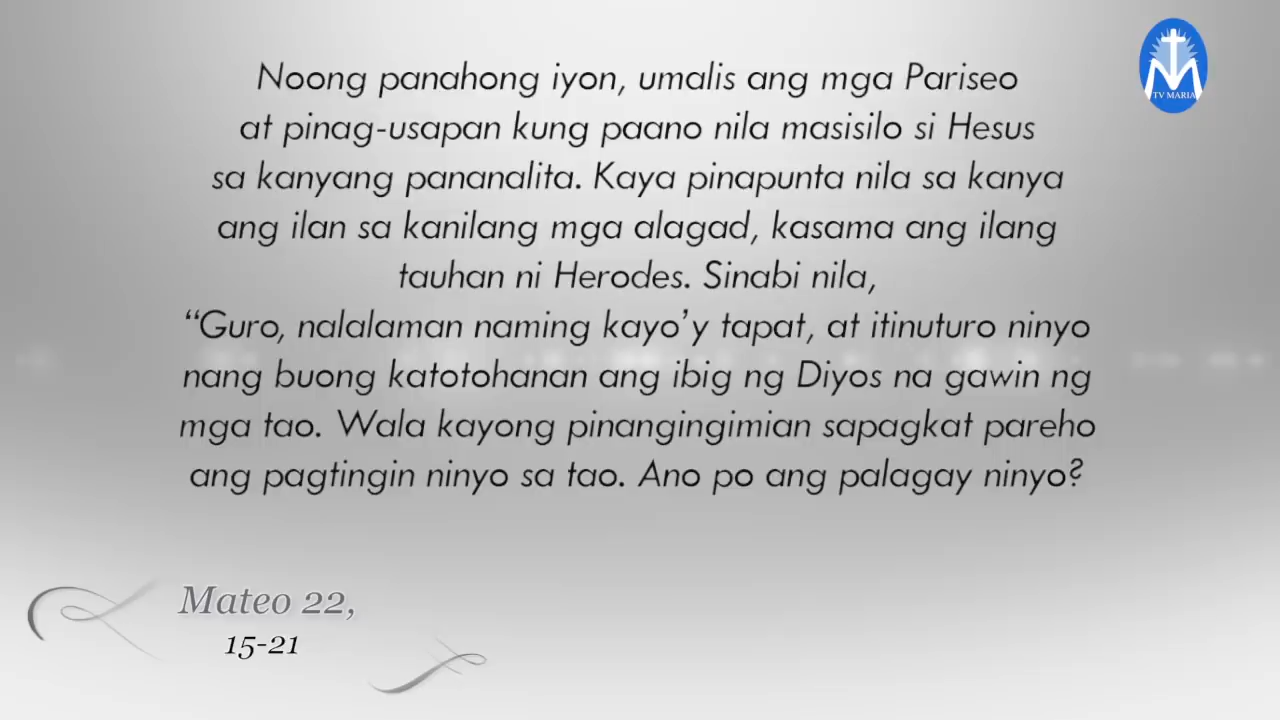 Noong panahong iyon, umalis ang mga Pariseo
at pinag-usapan kung paano nila masisilo si Hesus
sa kanyang pananalita. Kaya pinapunta nila sa kanya
ang ilan sa kanilang mga alagad, kasama ang ilang
tauhan ni Herodes. Sinabi nila,
“Guro, nalalaman naming kayo’y tapat, at itinuturo ninyo
nang buong katotohanan ang ibig ng Diyos na gawin ng
mga tao. Wala kayong pinangingimian sapagkat pareho
ang pagtingin ninyo sa tao. Ano po ang palagay ninyo?
Mateo 22,
15-21
TV MARIA